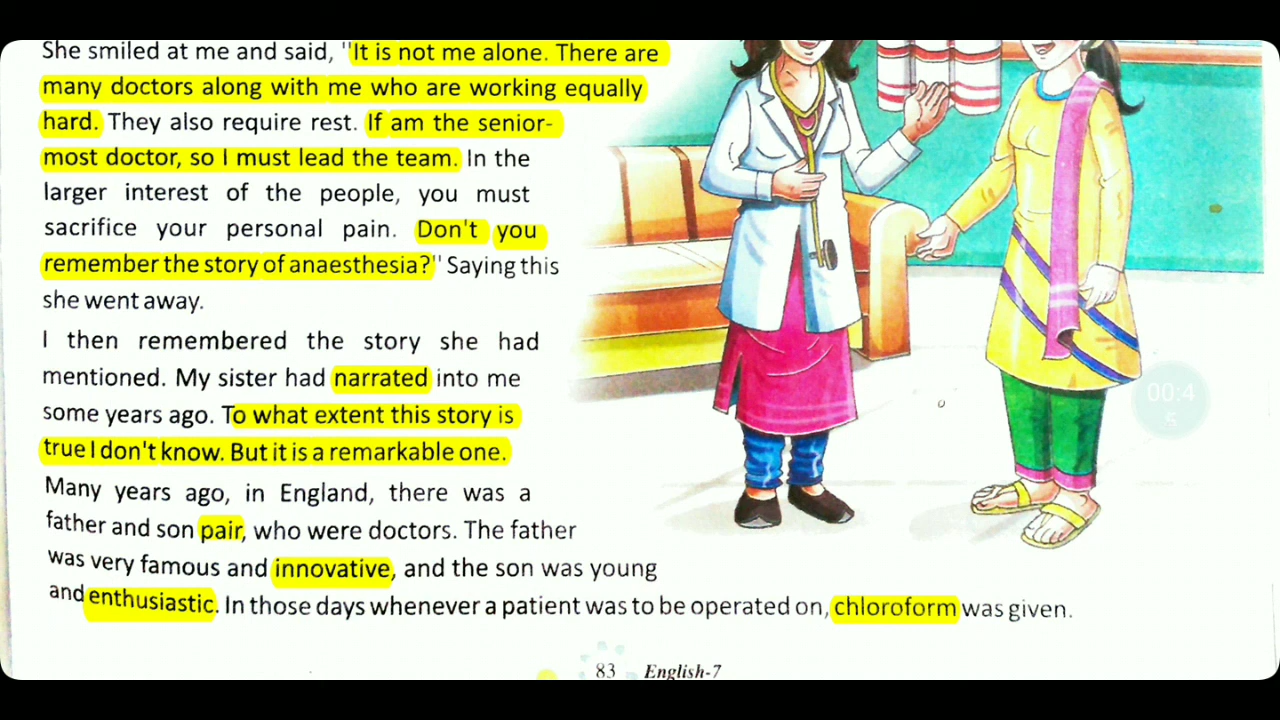 She smiled at me and said, "It is not me alone. There are
many doctors along with me who are working equally
hard. They also require rest. If am the senior-
most doctor, so I must lead the team. In the
larger interest of the people, you must
sacrifice your personal pain. Don't you
remember the story of anaesthesia?" Saying this
she went away.
I then remembered the story she had
mentioned. My sister had narrated into me
some years ago. To what extent this story is
true I don't know. But it is a remarkable one.
Many years ago, in England, there was a
father and son pair, who were doctors. The father
was very famous and innovative, and the son was young
and enthusiastic. In those days whenever a patient was to be operated on, chloroform was given.
00:4
5
83 English-7